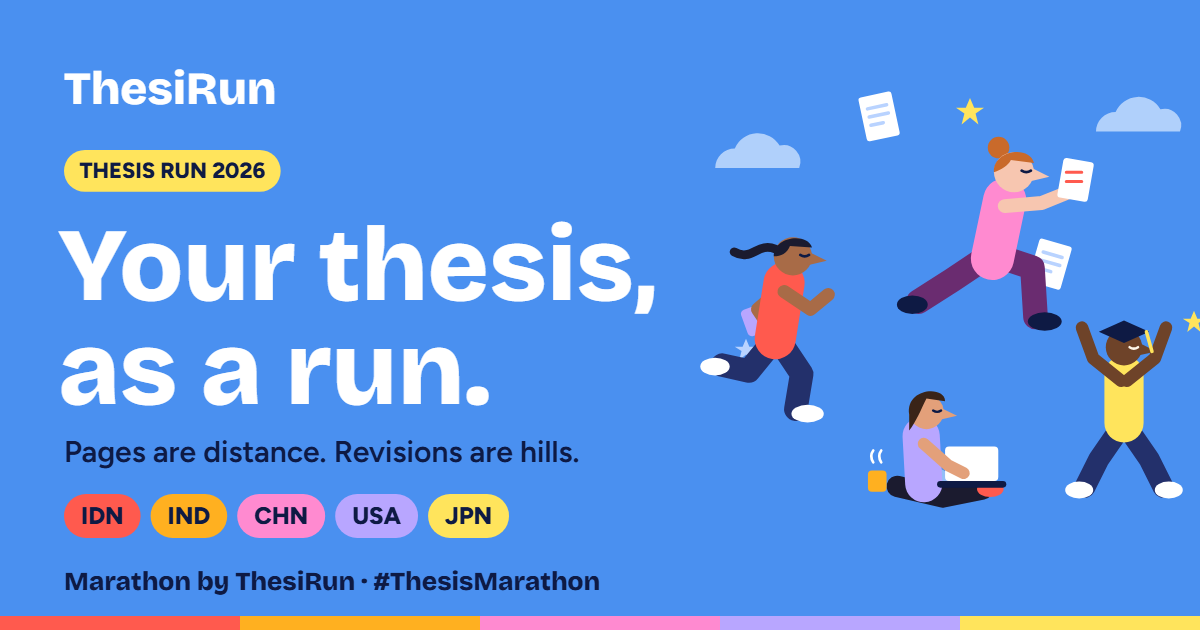 ThesiRun
THESIS RUN 2026
Your thesis,
as a run.
Pages are distance. Revisions are hills.
IDN IND CHN USA JPN
Marathon by ThesiRun · #ThesisMarathon